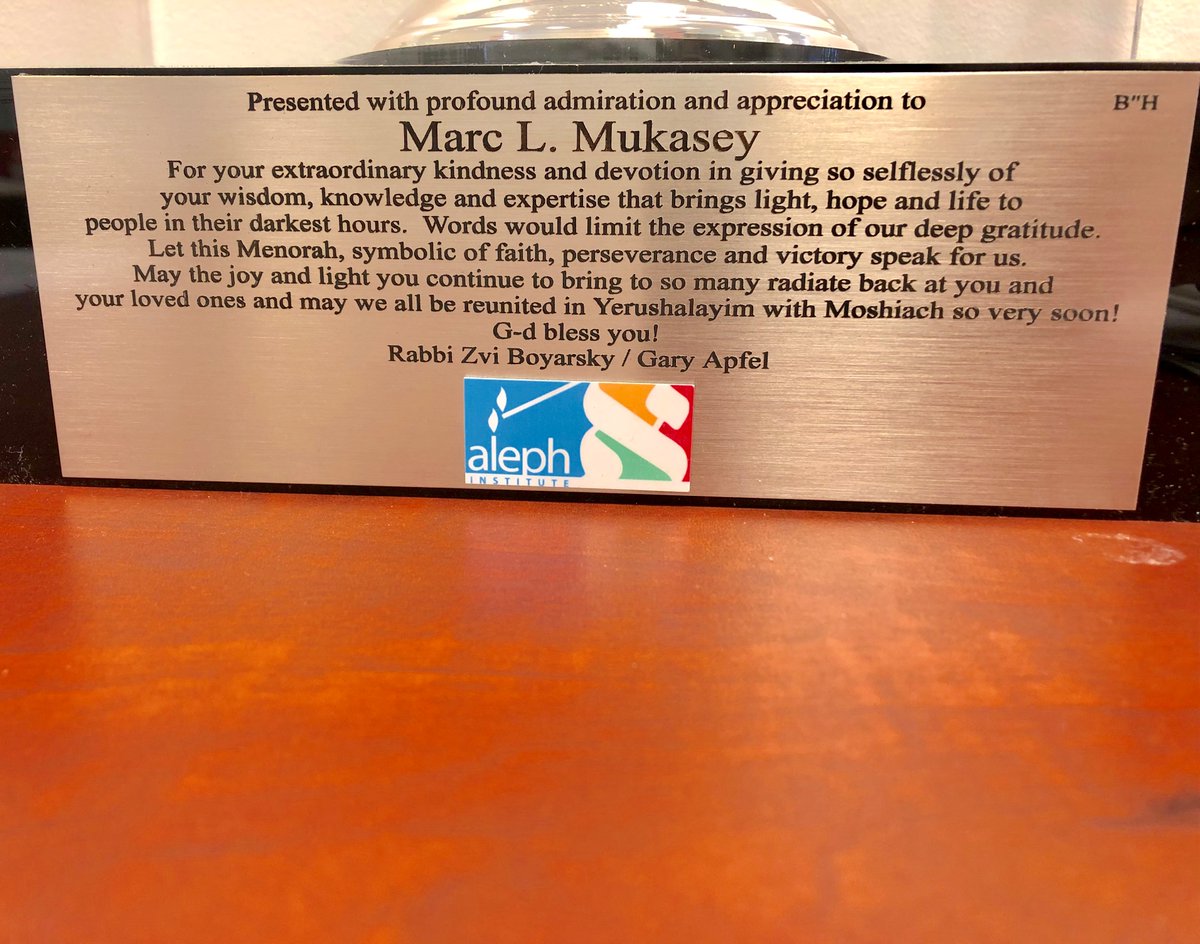 Presented with profound admiration and appreciation to
B"H
Marc L. Mukasey
For your extraordinary kindness and devotion in giving so selflessly of
your wisdom, knowledge and expertise that brings light, hope and life to
people in their darkest hours. Words would limit the expression of our deep gratitude.
Let this Menorah, symbolic of faith, perseverance and victory speak for us.
May the joy and light you continue to bring to so many radiate back at you and
your loved ones and may we all be reunited in Yerushalayim with Moshiach so very soon!
G-d bless you!
Rabbi Zvi Boyarsky / Gary Apfel
aleph
INSTITUTE